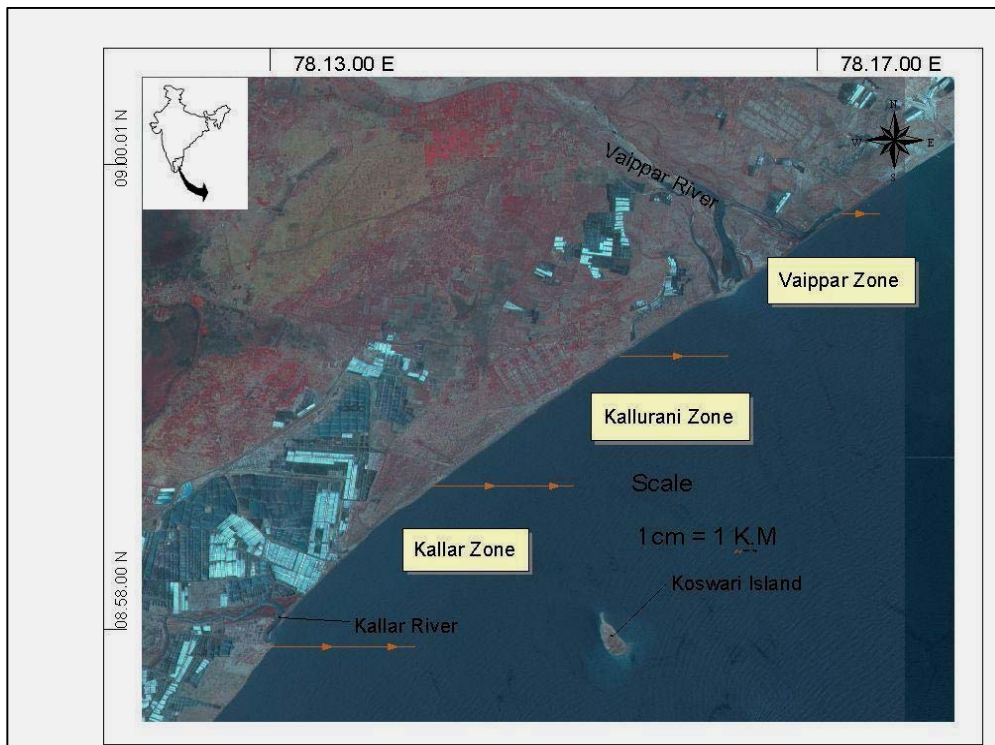 78.13.00 E
78.17.00 E
09.00.01 N
N
W
E
S
Vaippar River
Vaippar Zone
Kallurani Zone
Scale
1cm = 1 K.M
Kallar Zone
Koswari Island
Kallar River
08.58.00 N